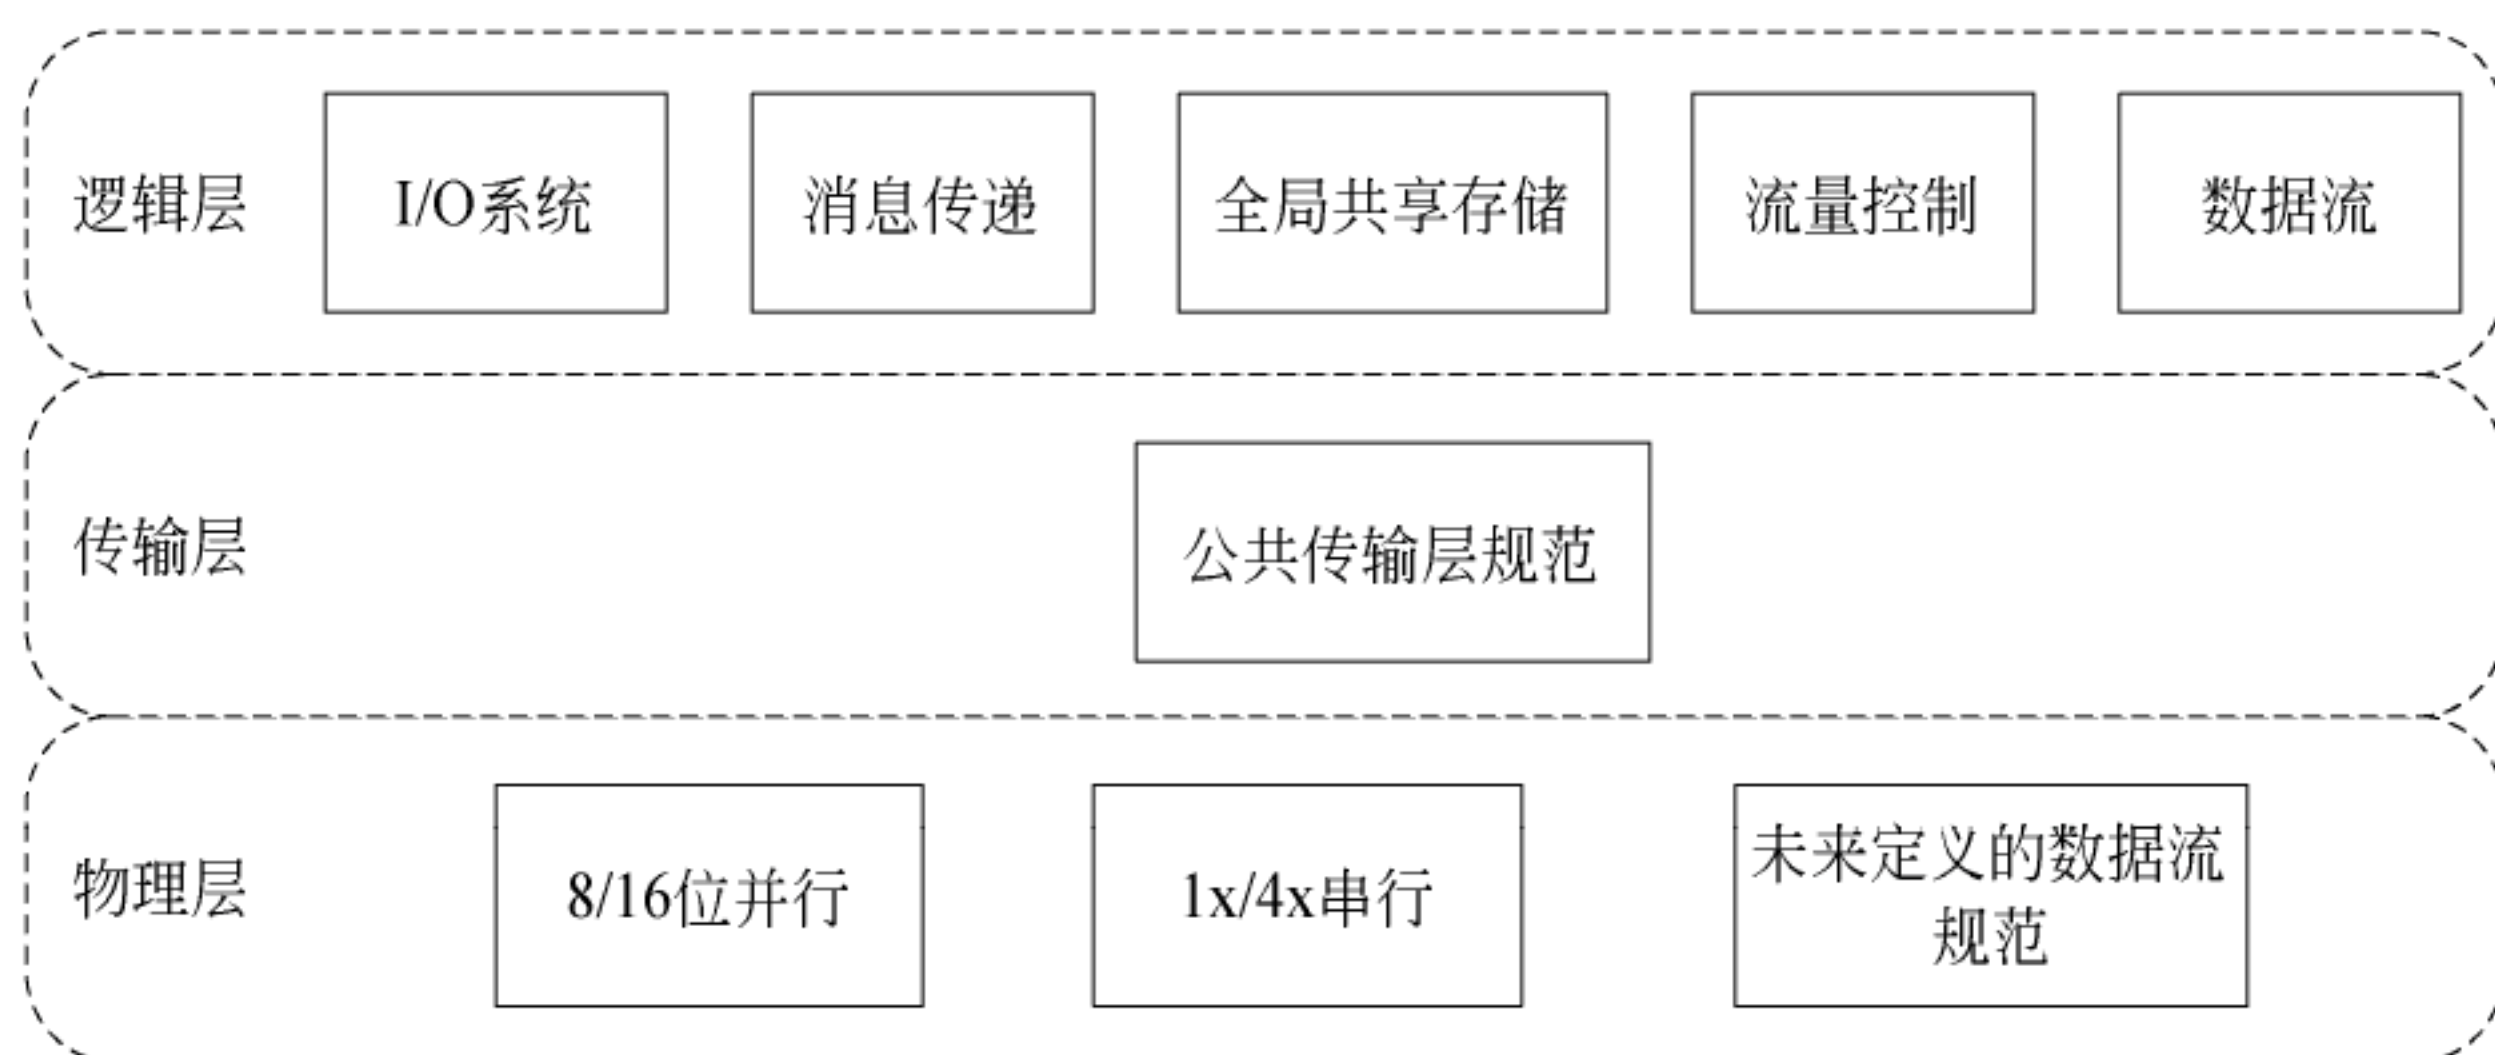 逻辑层
I/O系统
消息传递
全局共享存储
流量控制
数据流
传输层
公共传输层规范
物理层
8/16位并行
1x/4x串行
未来定义的数据流
规范